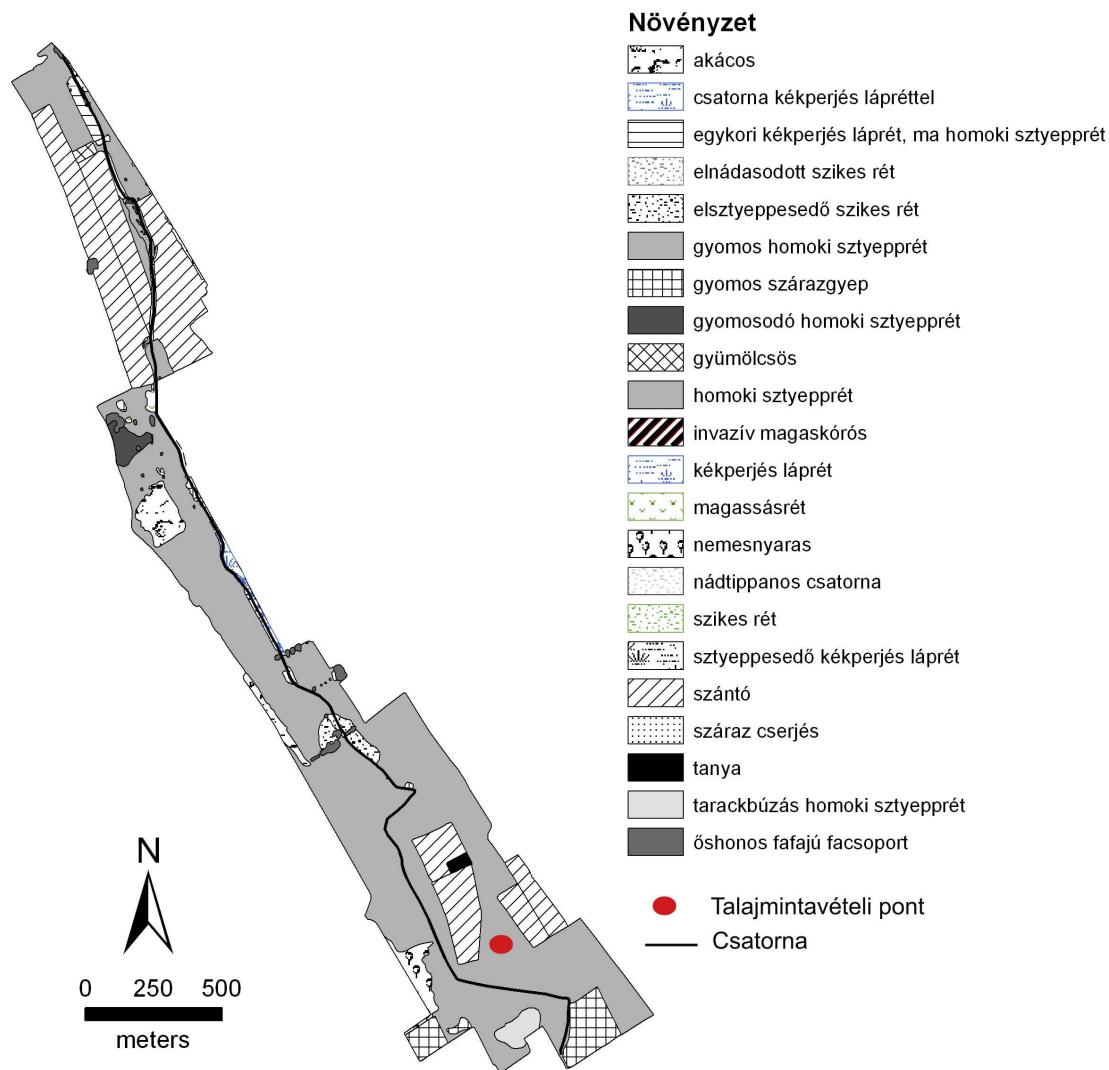 Növényzet
akácos
csatorna kékperjés lápréttel
egykori kékperjés láprét, ma homoki sztyepprét
elnádasodott szikes rét
elsztyeppesedő szikes rét
gyomos homoki sztyepprét
gyomos szárazgyep
gyomosodó homoki sztyepprét
gyümölcsös
homoki sztyepprét
invazív magaskórós
kékperjés láprét
magassásrét
nemesnyaras
nádtippanos csatorna
szikes rét
sztyeppesedő kékperjés láprét
szántó
száraz cserjés
tanya
tarackbúzás homoki sztyepprét
őshonos fafajú facsoport
Talajmintavételi pont
Csatorna
N
0 250 500
meters